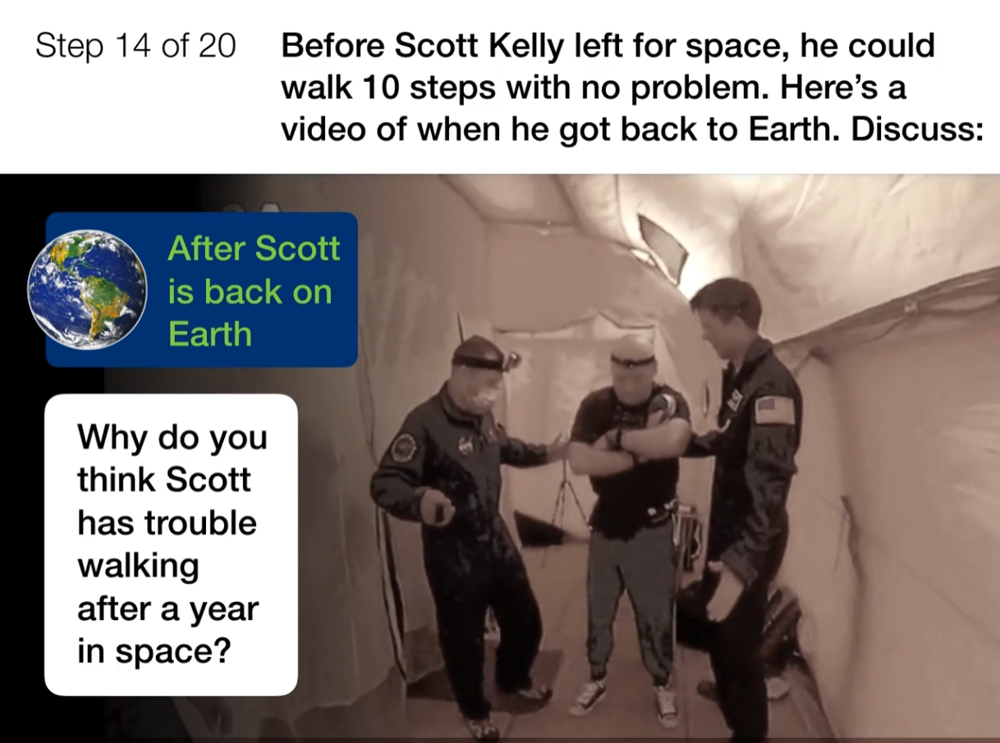 Step 14 of 20
Before Scott Kelly left for space, he could
walk 10 steps with no problem. Here’s a
video of when he got back to Earth. Discuss:
After Scott
is back on
Earth
Why do you
think Scott
has trouble
walking
after a year
in space?